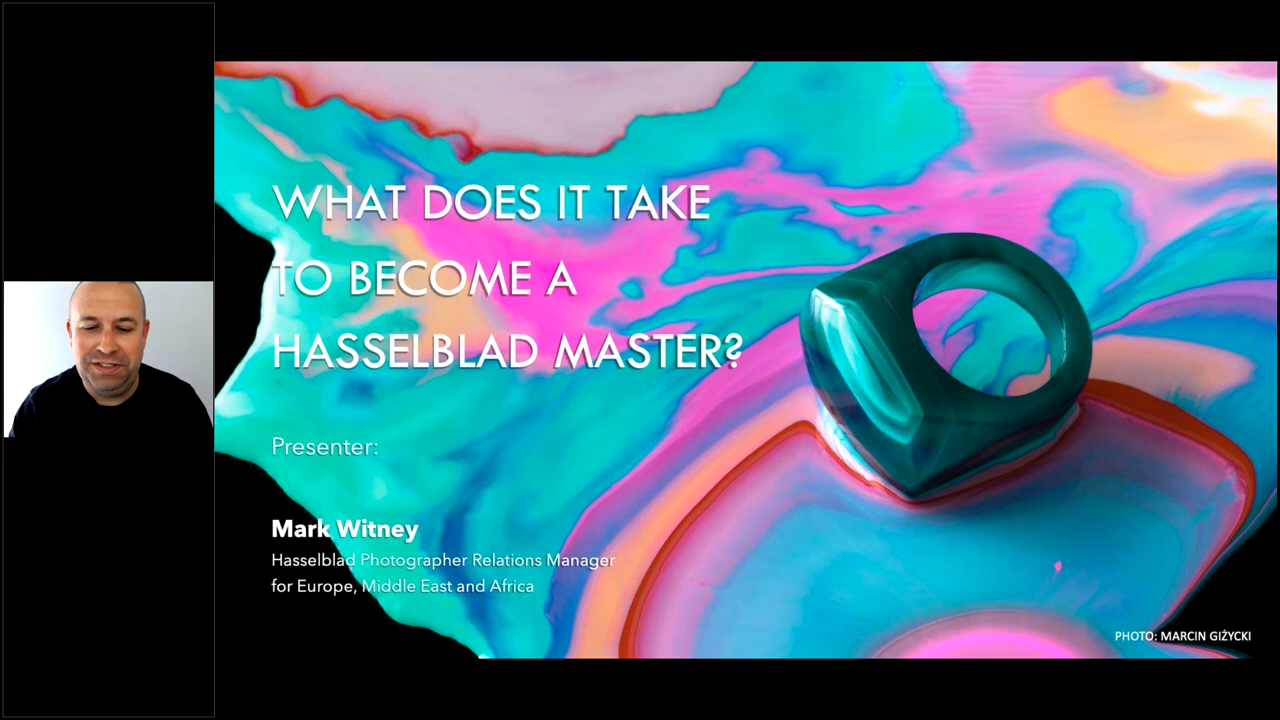 WHAT DOES IT TAKE
TO BECOME A
HASSELBLAD MASTER?
Presenter:
Mark Witney
Hasselblad Photographer Relations Manager
for Europe, Middle East and Africa
PHOTO: MARCIN GIŻYCKI